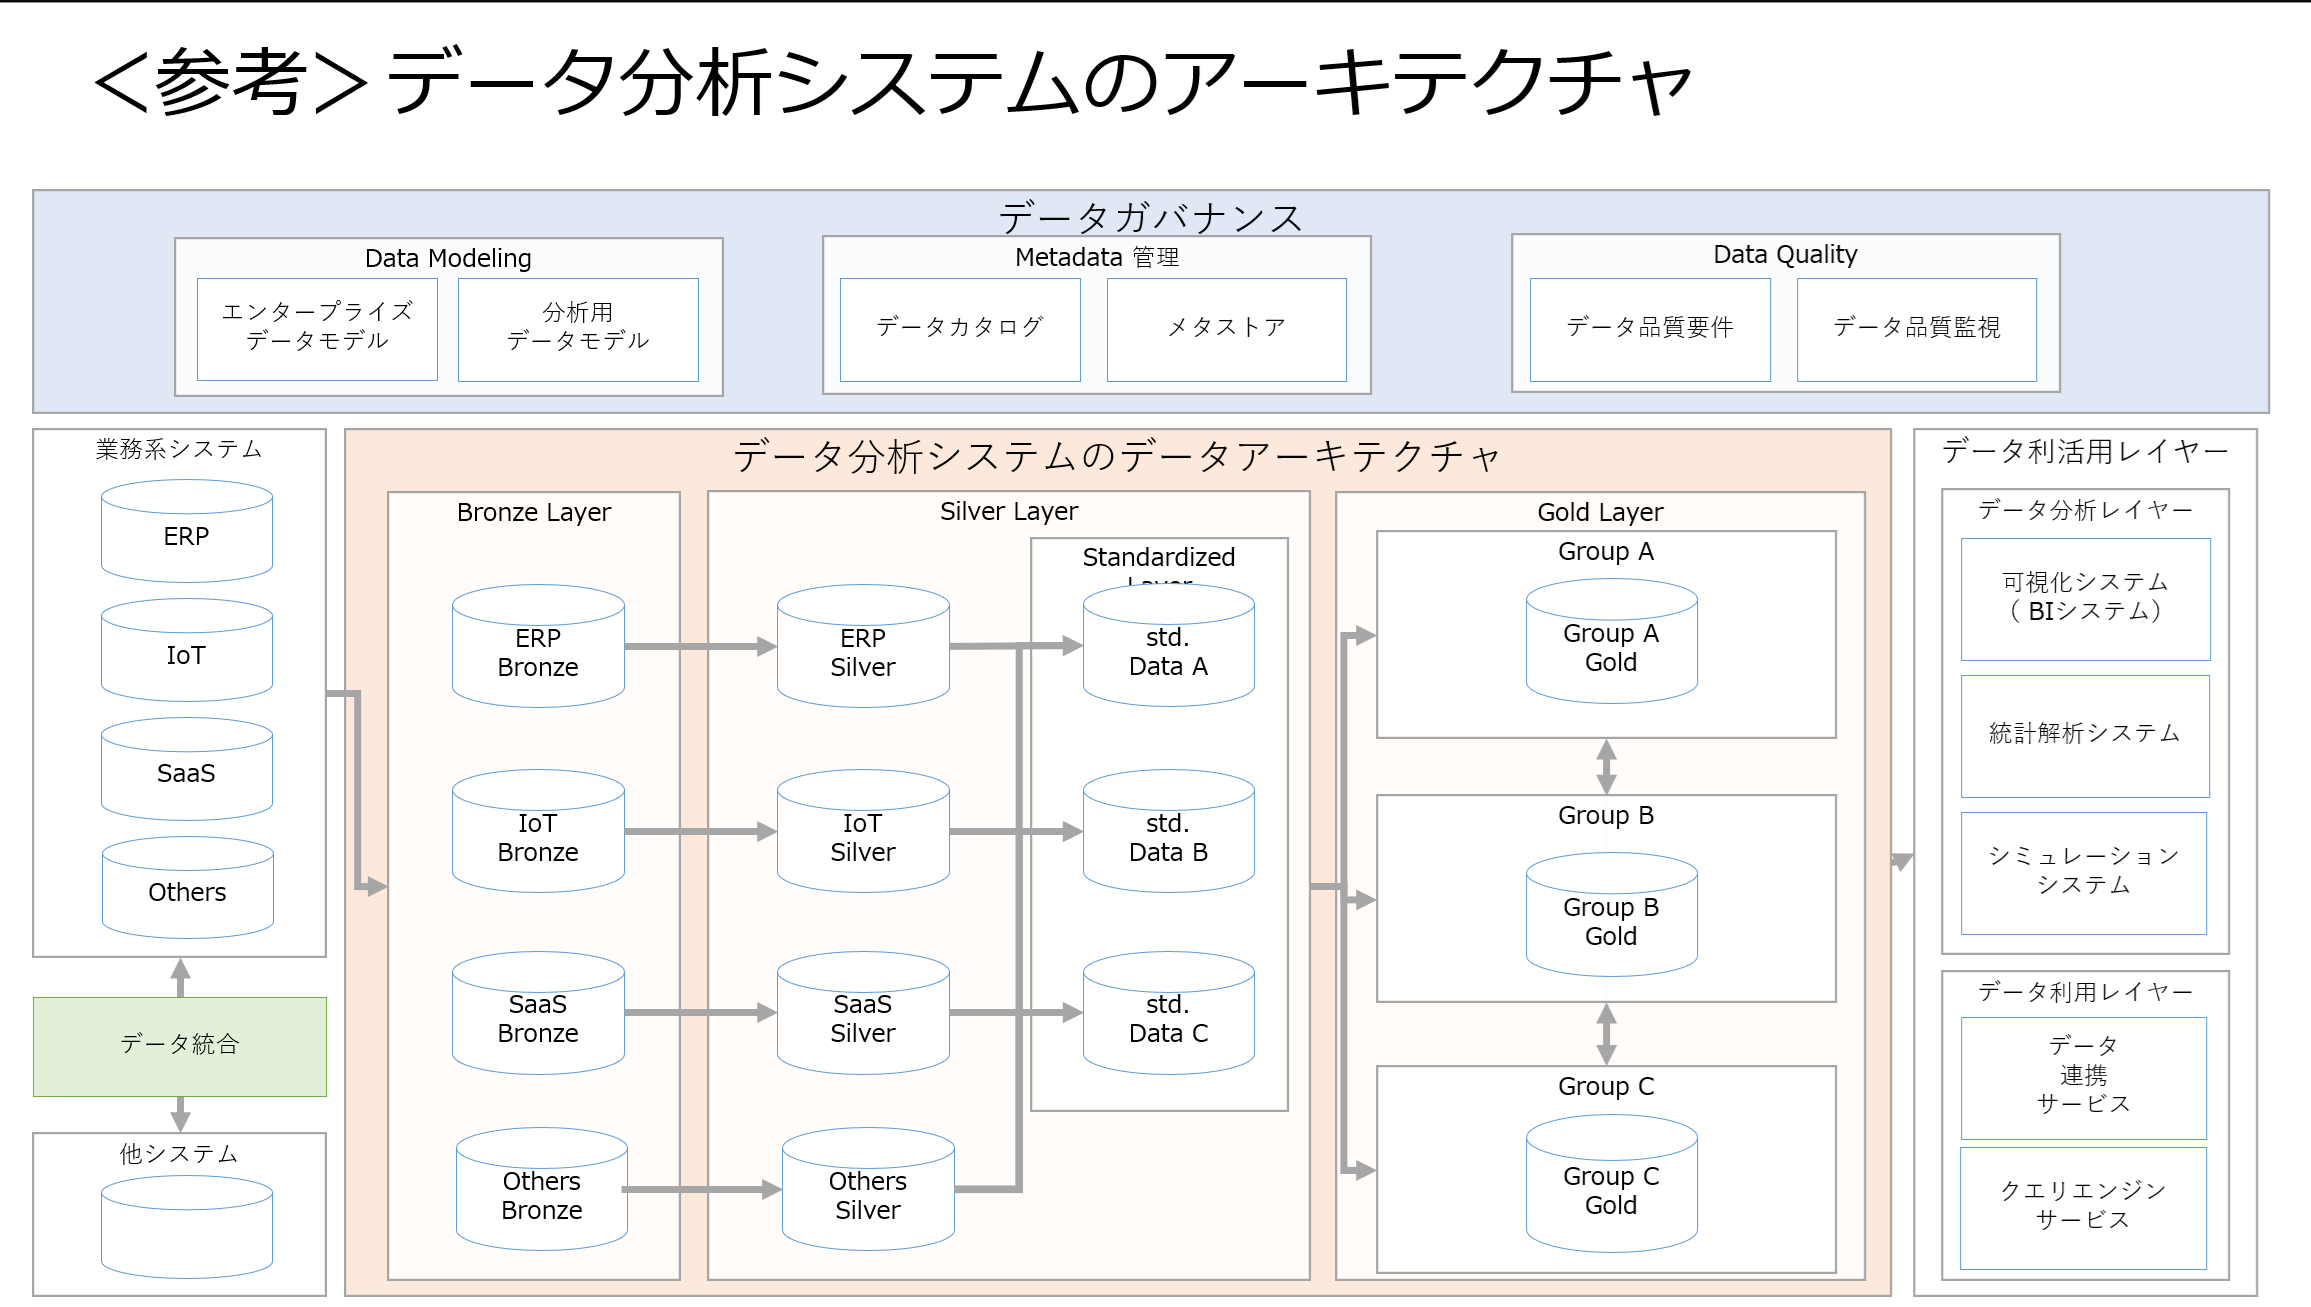 ＜参考＞データ分析システムのアーキテクチャ
データガバナンス
Data Modeling
エンタープライズ
データモデル
分析用
データモデル
Metadata 管理
データカタログ
メタストア
Data Quality
データ品質要件
データ品質監視
業務系システム
ERP
IoT
SaaS
Others
データ統合
他システム
データ分析システムのデータアーキテクチャ
Bronze Layer
ERP
Bronze
IoT
Bronze
SaaS
Bronze
Others
Bronze
Silver Layer
ERP
Silver
IoT
Silver
SaaS
Silver
Others
Silver
Standardized
Layer
std.
Data A
std.
Data B
std.
Data C
Gold Layer
Group A
Group A
Gold
Group B
Group B
Gold
Group C
Group C
Gold
データ利活用レイヤー
データ分析レイヤー
可視化システム
（ BIシステム）
統計解析システム
シミュレーション
システム
データ利用レイヤー
データ
連携
サービス
クエリエンジン
サービス